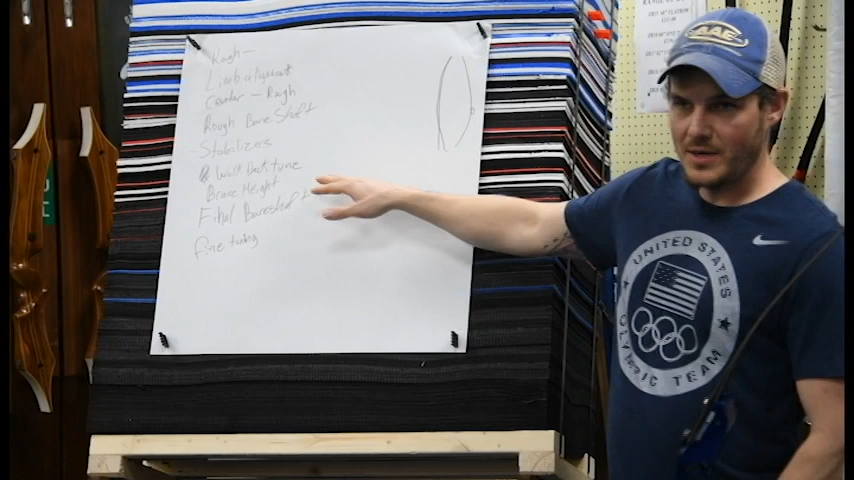 Rough -
Limb alignment
Center - Rough
Rough Bare Shaft
Stabilizers
Walk Back tune
Brace Height
Final Bareshaft
fine tuning
AAE
UNITED STATES
OLYMPIC TEAM